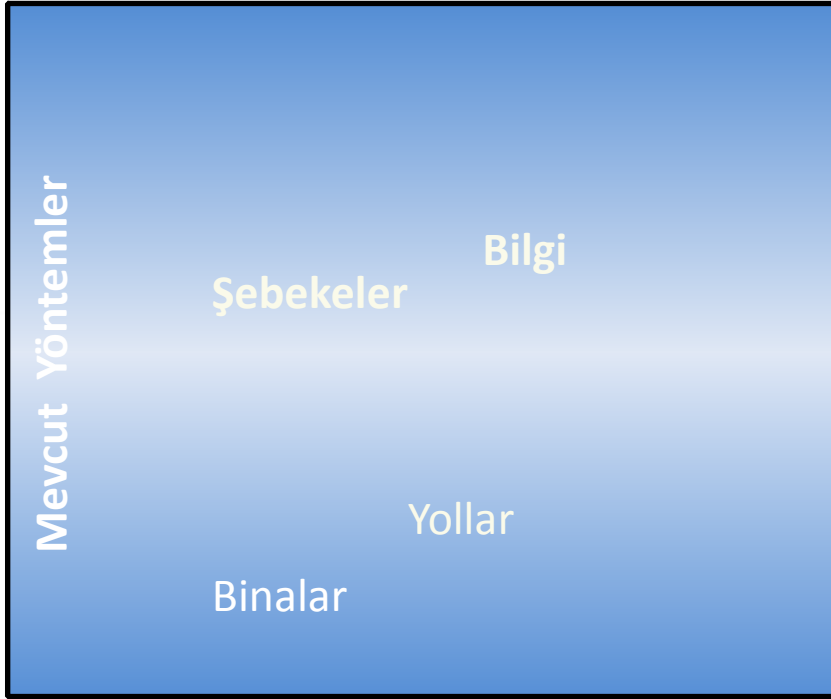 Mevcut Yöntemler
Bilgi
Şebekeler
Yollar
Binalar